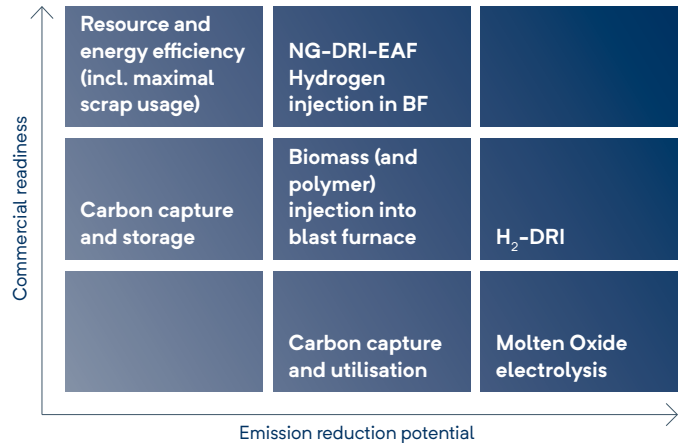 Commercial readiness
Resource and
energy efficiency
(incl. maximal
scrap usage)
NG-DRI-EAF
Hydrogen
injection in BF
Carbon capture
and storage
Biomass (and
polymer)
injection into
blast furnace
H₂-DRI
Carbon capture
and utilisation
Molten Oxide
electrolysis
Emission reduction potential